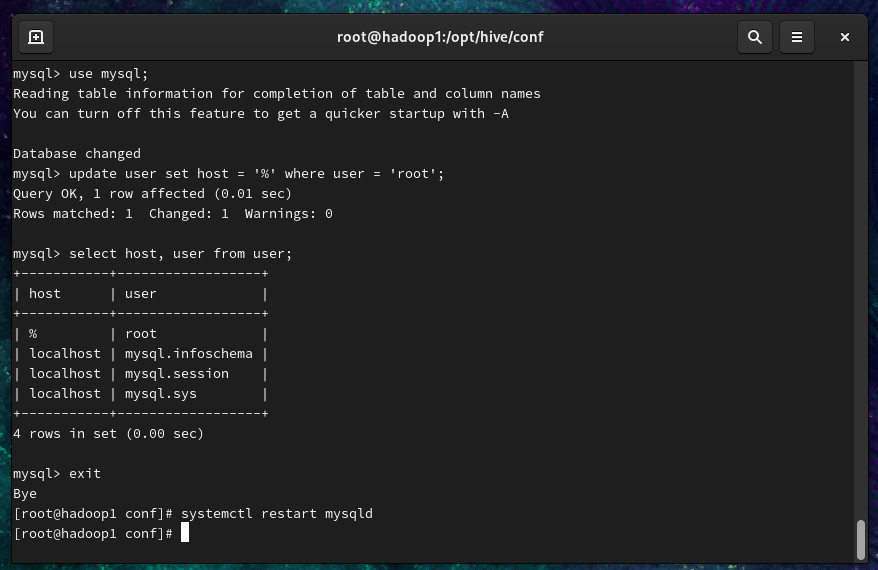 root@hadoop1:/opt/hive/conf
mysql> use mysql;
Reading table information for completion of table and column names
You can turn off this feature to get a quicker startup with -A
Database changed
mysql> update user set host = '%' where user = 'root';
Query OK, 1 row affected (0.01 sec)
Rows matched: 1  Changed: 1  Warnings: 0
mysql> select host, user from user;
+-----------+------------------+
| host      | user             |
+-----------+------------------+
| %         | root             |
| localhost | mysql.infoschema |
| localhost | mysql.session    |
| localhost | mysql.sys        |
+-----------+------------------+
4 rows in set (0.00 sec)
mysql> exit
Bye
[root@hadoop1 conf]# systemctl restart mysqld
[root@hadoop1 conf]#